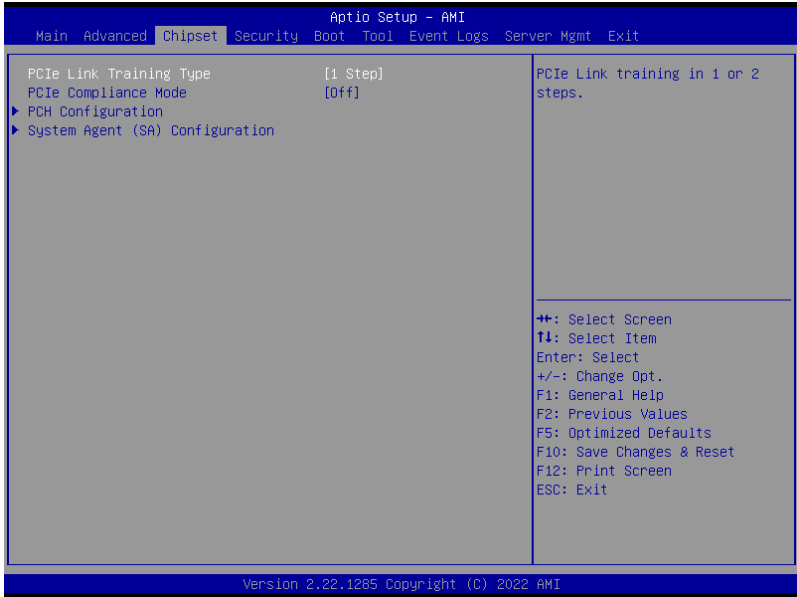 Aptio Setup – AMI
Main Advanced Chipset Security Boot Tool Event Logs Server Mgmt Exit
PCIe Link Training Type [1 Step]
PCIe Compliance Mode [Off]
PCH Configuration
System Agent (SA) Configuration
PCIe Link training in 1 or 2
steps.
→←: Select Screen
↑↓: Select Item
Enter: Select
+/-: Change Opt.
F1: General Help
F2: Previous Values
F5: Optimized Defaults
F10: Save Changes & Reset
F12: Print Screen
ESC: Exit
Version 2.22.1285 Copyright (C) 2022 AMI